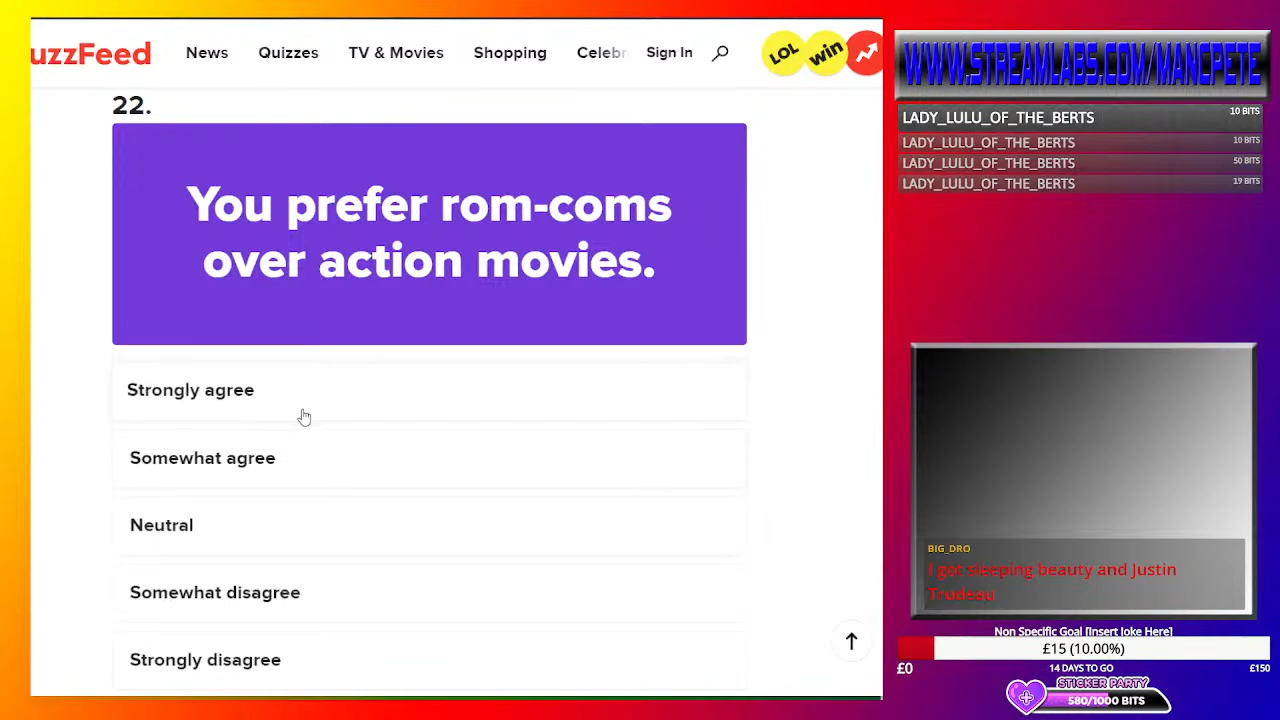 uzzFeed
News
Quizzes
TV & Movies
Shopping
Celebr
Sign In
LOL
win
22.
You prefer rom-coms
over action movies.
Strongly agree
Somewhat agree
Neutral
Somewhat disagree
Strongly disagree
WWW.STREAMLABS.COM/MANCPETE
LADY_LULU_OF_THE_BERTS 10 BITS
LADY_LULU_OF_THE_BERTS 10 BITS
LADY_LULU_OF_THE_BERTS 50 BITS
LADY_LULU_OF_THE_BERTS 19 BITS
BIG_DRO
I got sleeping beauty and Justin
Trudeau
Non Specific Goal [Insert Joke Here]
£15 (10.00%)
£0 14 DAYS TO GO £150
STICKER PARTY
580/1000 BITS